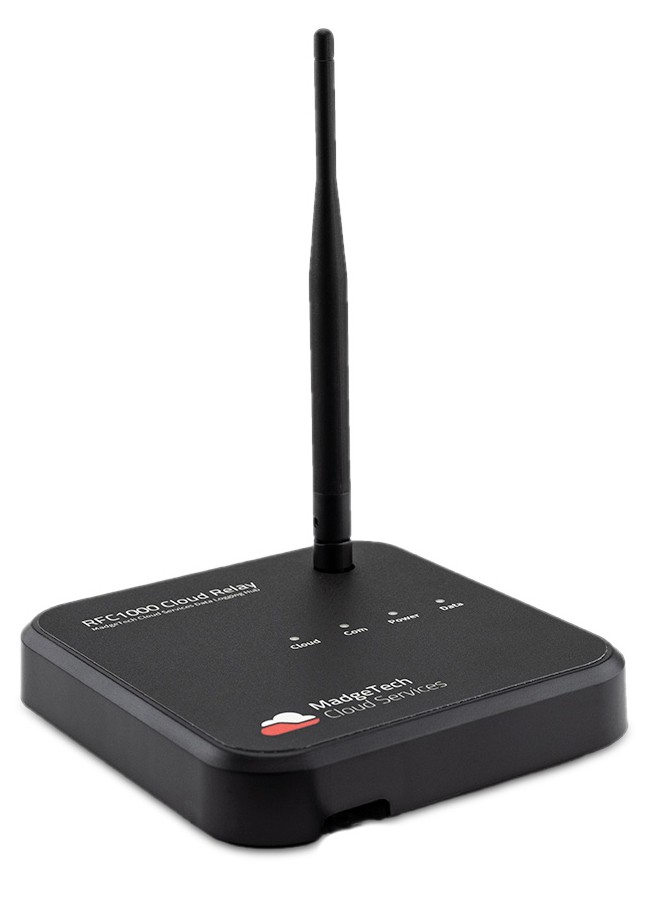 RFC1000 Cloud Relay
MadgeTech Cloud Services Data Logging Hub
Cloud Com Power Data
MadgeTech
Cloud Services